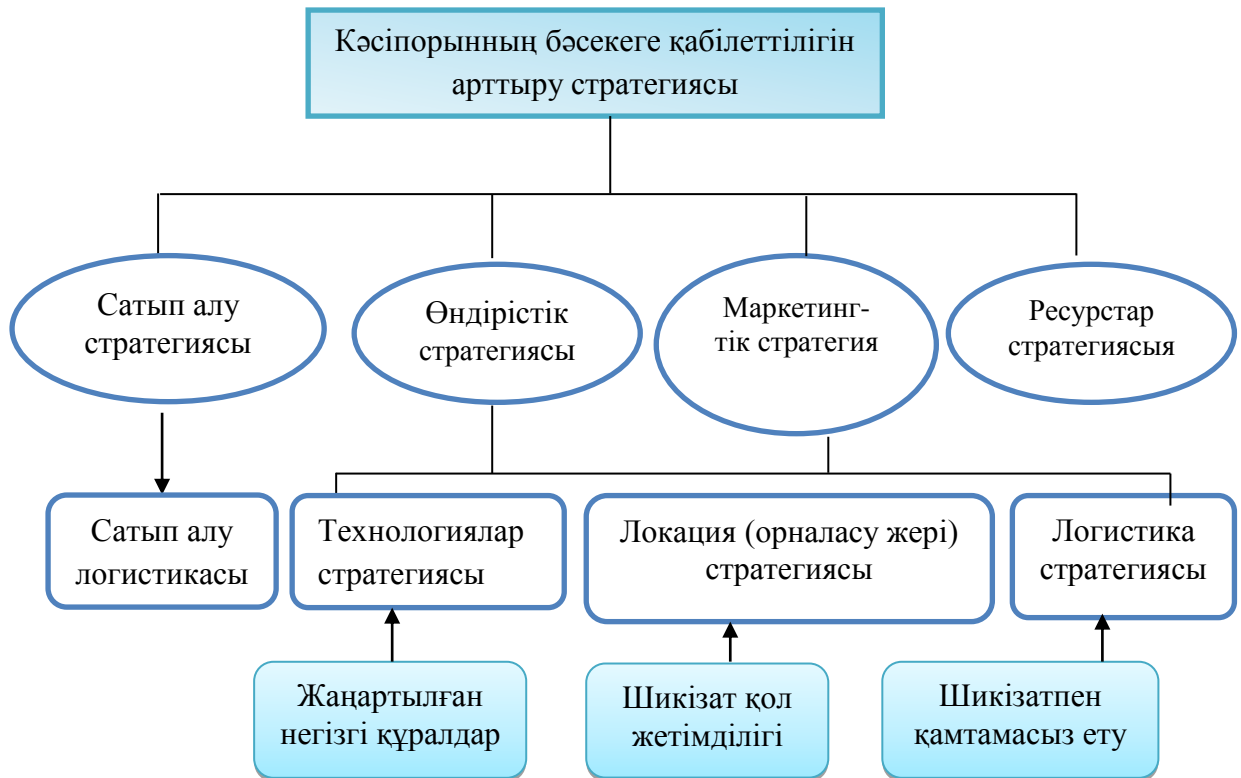 Кәсіпорынның бәсекеге қабілеттілігін
арттыру стратегиясы
Сатып алу
стратегиясы
Өндірістік
стратегиясы
Маркетинг-
тік стратегия
Ресурстар
стратегиясыя
Сатып алу
логистикасы
Технологиялар
стратегиясы
Локация (орналасу жері)
стратегиясы
Логистика
стратегиясы
Жаңартылған
негізгі құралдар
Шикізат қол
жетімділігі
Шикізатпен
қамтамасыз ету